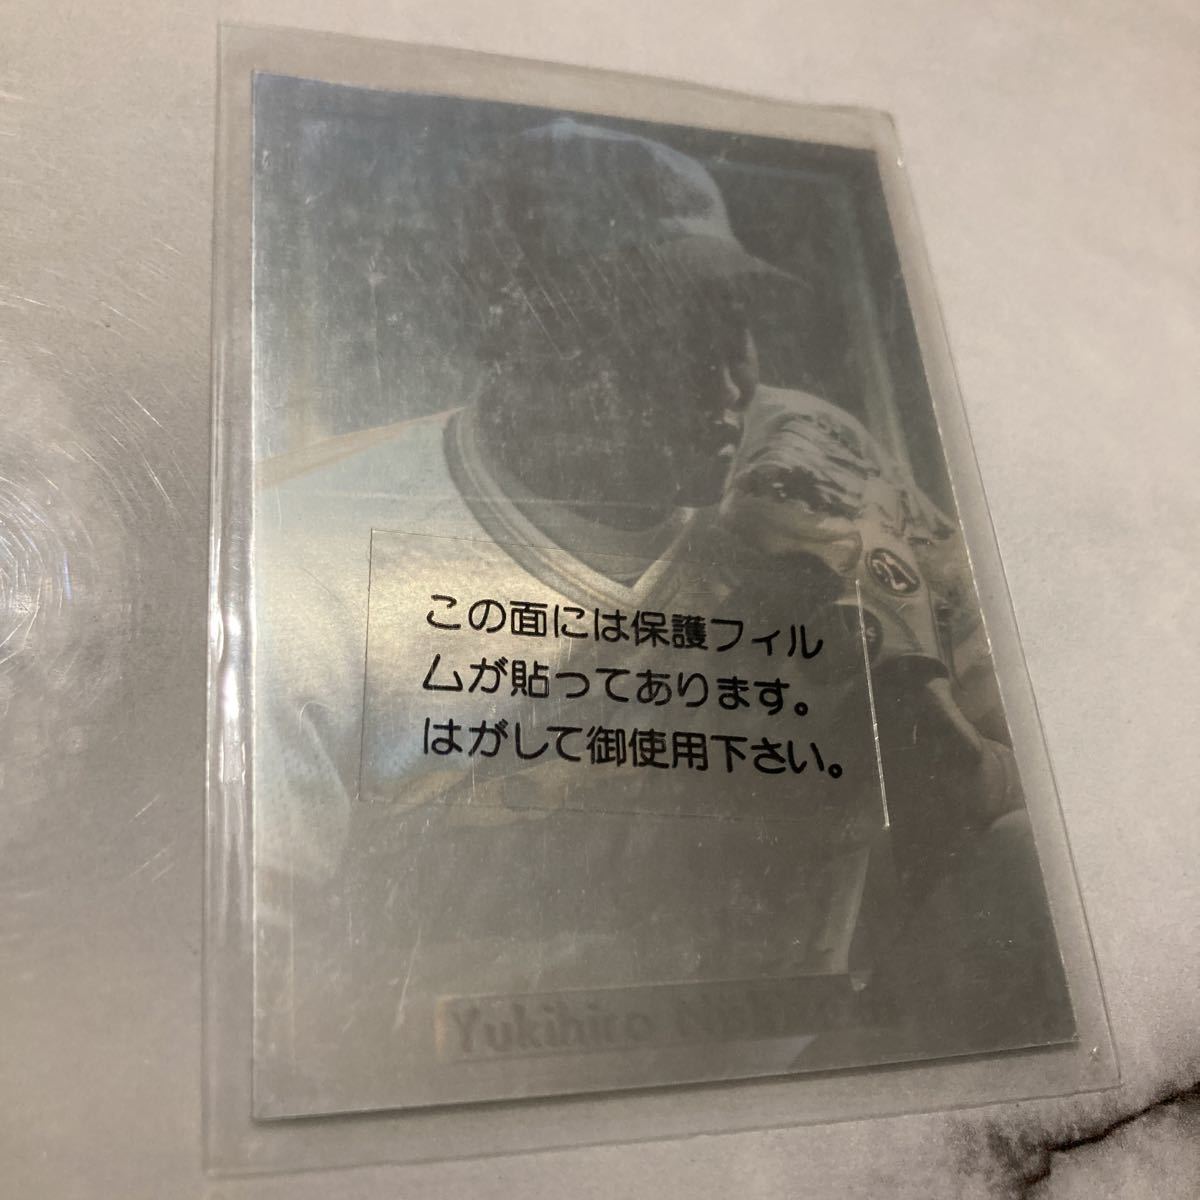 この面には保護フィル
ムが貼ってあります。
はがして御使用下さい。
21
Yukihiro